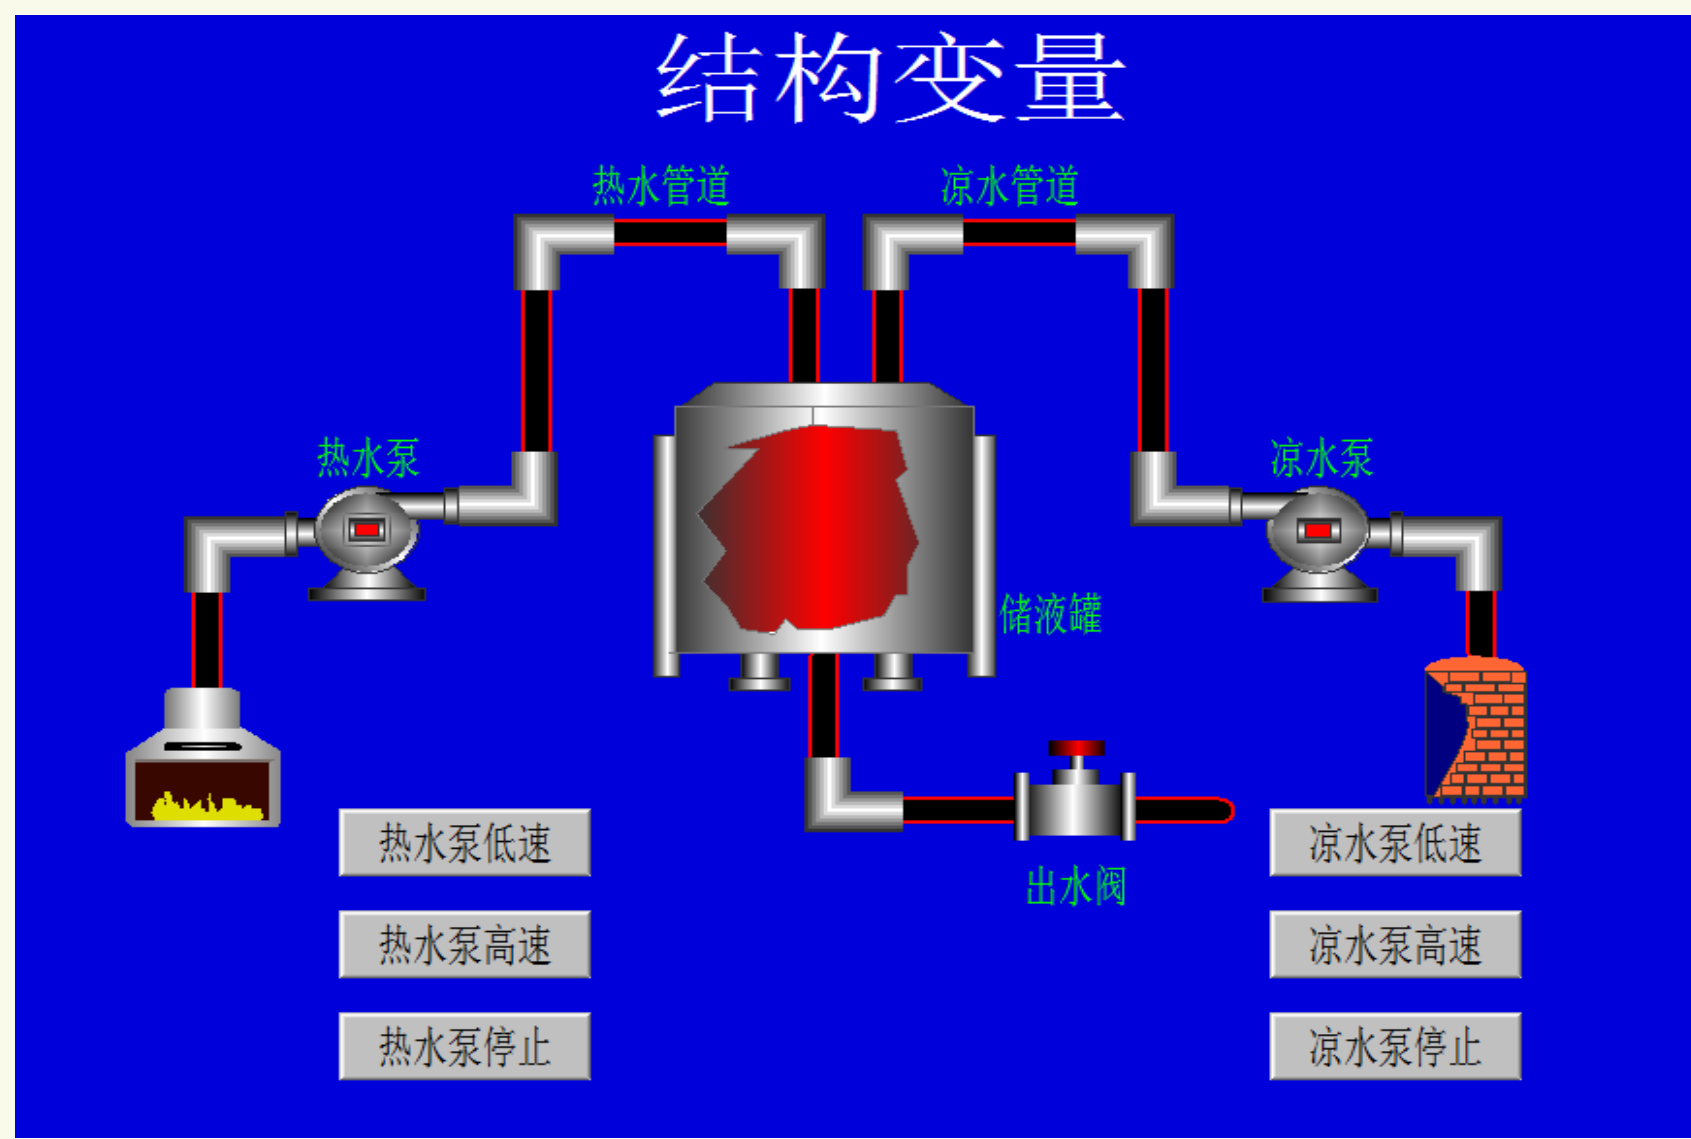 结构变量
热水管道
凉水管道
热水泵
凉水泵
储液罐
出水阀
热水泵低速
凉水泵低速
热水泵高速
凉水泵高速
热水泵停止
凉水泵停止